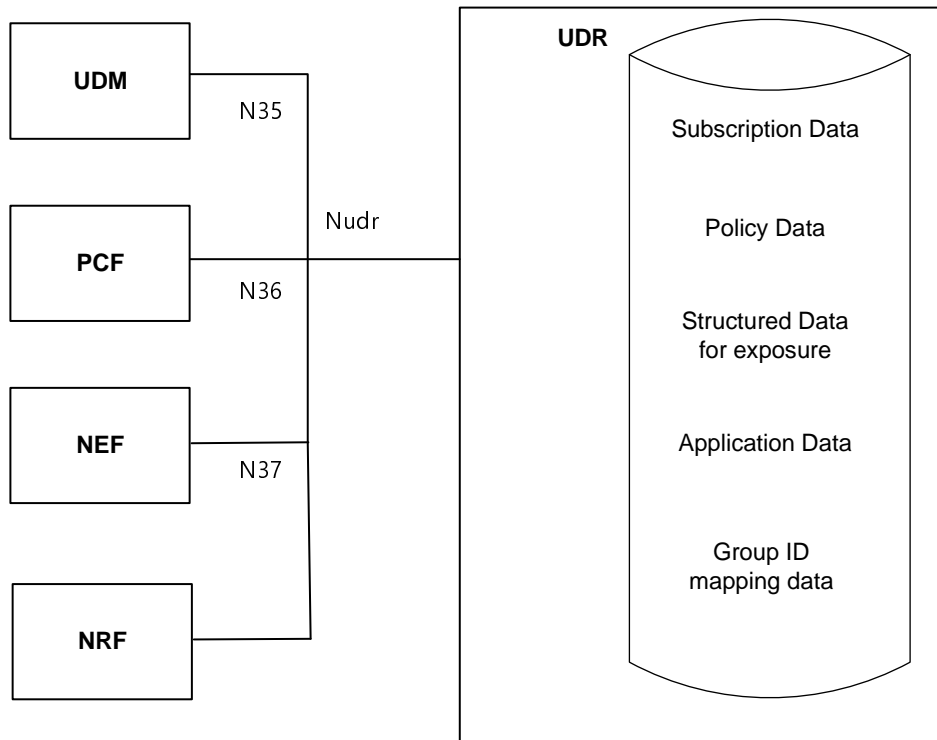 UDM
N35
PCF
N36
NEF
N37
NRF
Nudr
UDR
Subscription Data
Policy Data
Structured Data
for exposure
Application Data
Group ID
mapping data